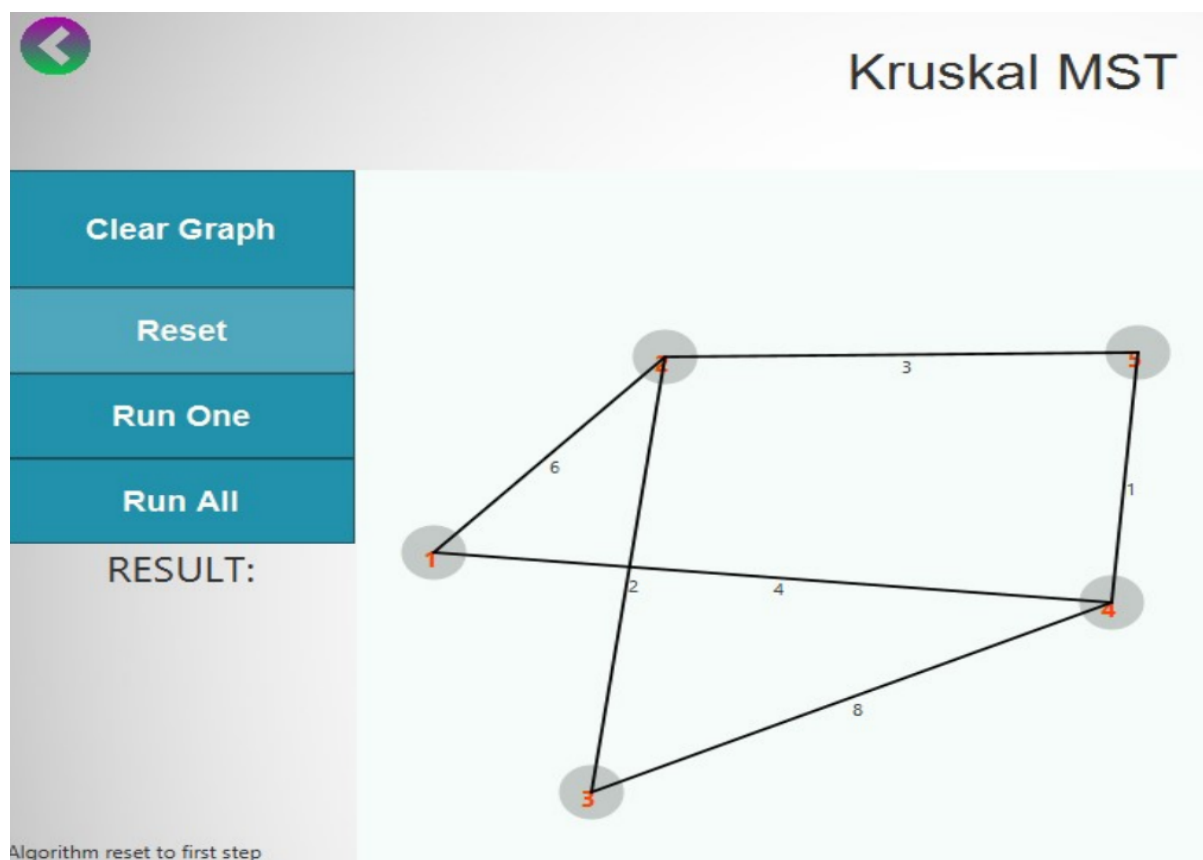 Kruskal MST
Clear Graph
Reset
Run One
Run All
RESULT:
2
3
5
6
1
1
2
4
4
8
3
Algorithm reset to first step